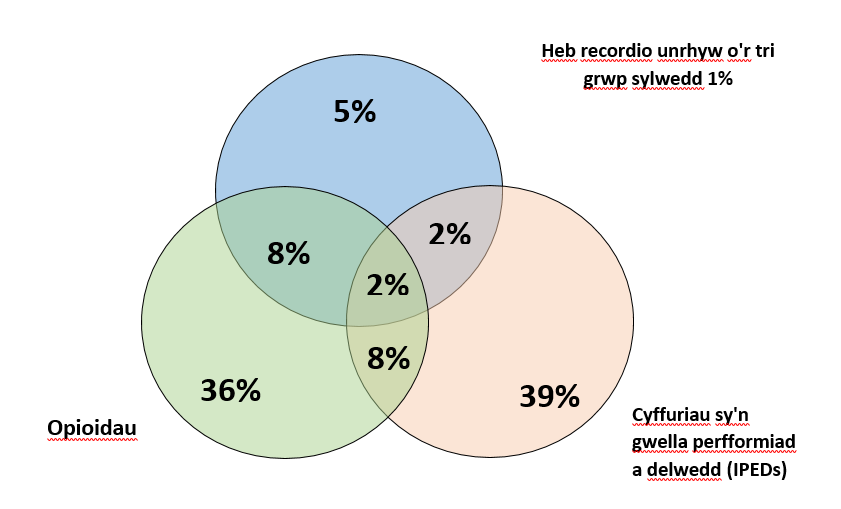 Heb recordio unrhyw o'r tri
grwp sylwedd 1%
5%
8%
2%
2%
8%
36%
39%
Opioidau
Cyffuriau sy'n
gwella perfformiad
a delwedd (IPEDs)